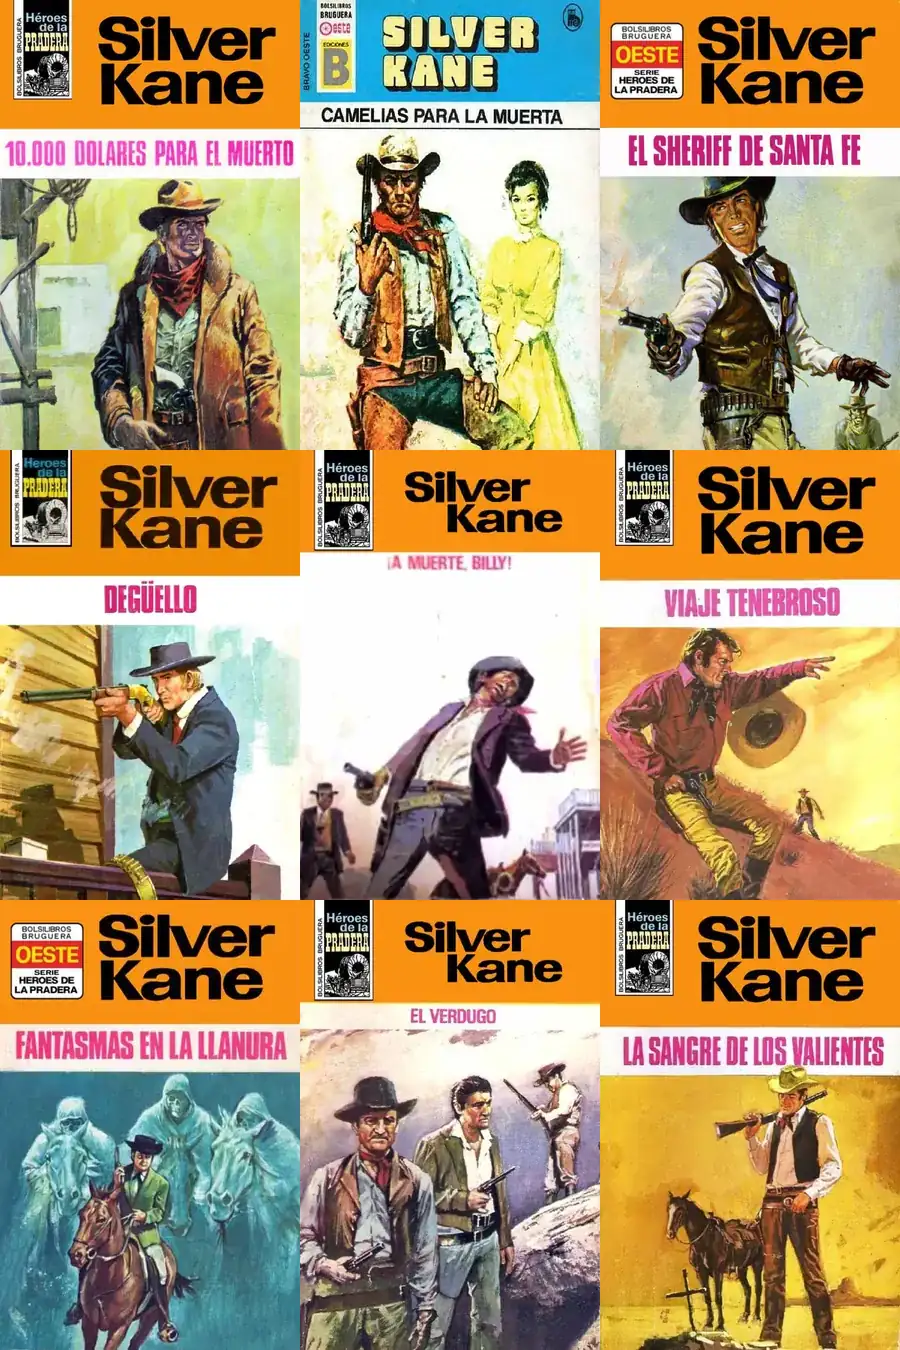 Héroes
de la
PRADERA
BOLSILIBROS BRUGUERA
Silver
Kane
10.000 DOLARES PARA EL MUERTO
BOLSILIBROS
BRUGUERA
oeste
EDICIONES
B
BRAVO OESTE
SILVER
KANE
CAMELIAS PARA LA MUERTA
BOLSILIBROS
BRUGUERA
OESTE
SERIE
HEROES DE
LA PRADERA
Silver
Kane
EL SHERIFF DE SANTA FE
Héroes
de la
PRADERA
BOLSILIBROS BRUGUERA
Silver
Kane
DEGÜELLO
Héroes
de la
PRADERA
BOLSILIBROS BRUGUERA
Silver
Kane
¡A MUERTE, BILLY!
Héroes
de la
PRADERA
BOLSILIBROS BRUGUERA
Silver
Kane
VIAJE TENEBROSO
BOLSILIBROS
BRUGUERA
OESTE
SERIE
HEROES DE
LA PRADERA
Silver
Kane
FANTASMAS EN LA LLANURA
Héroes
de la
PRADERA
BOLSILIBROS BRUGUERA
Silver
Kane
EL VERDUGO
Héroes
de la
PRADERA
BOLSILIBROS BRUGUERA
Silver
Kane
LA SANGRE DE LOS VALIENTES